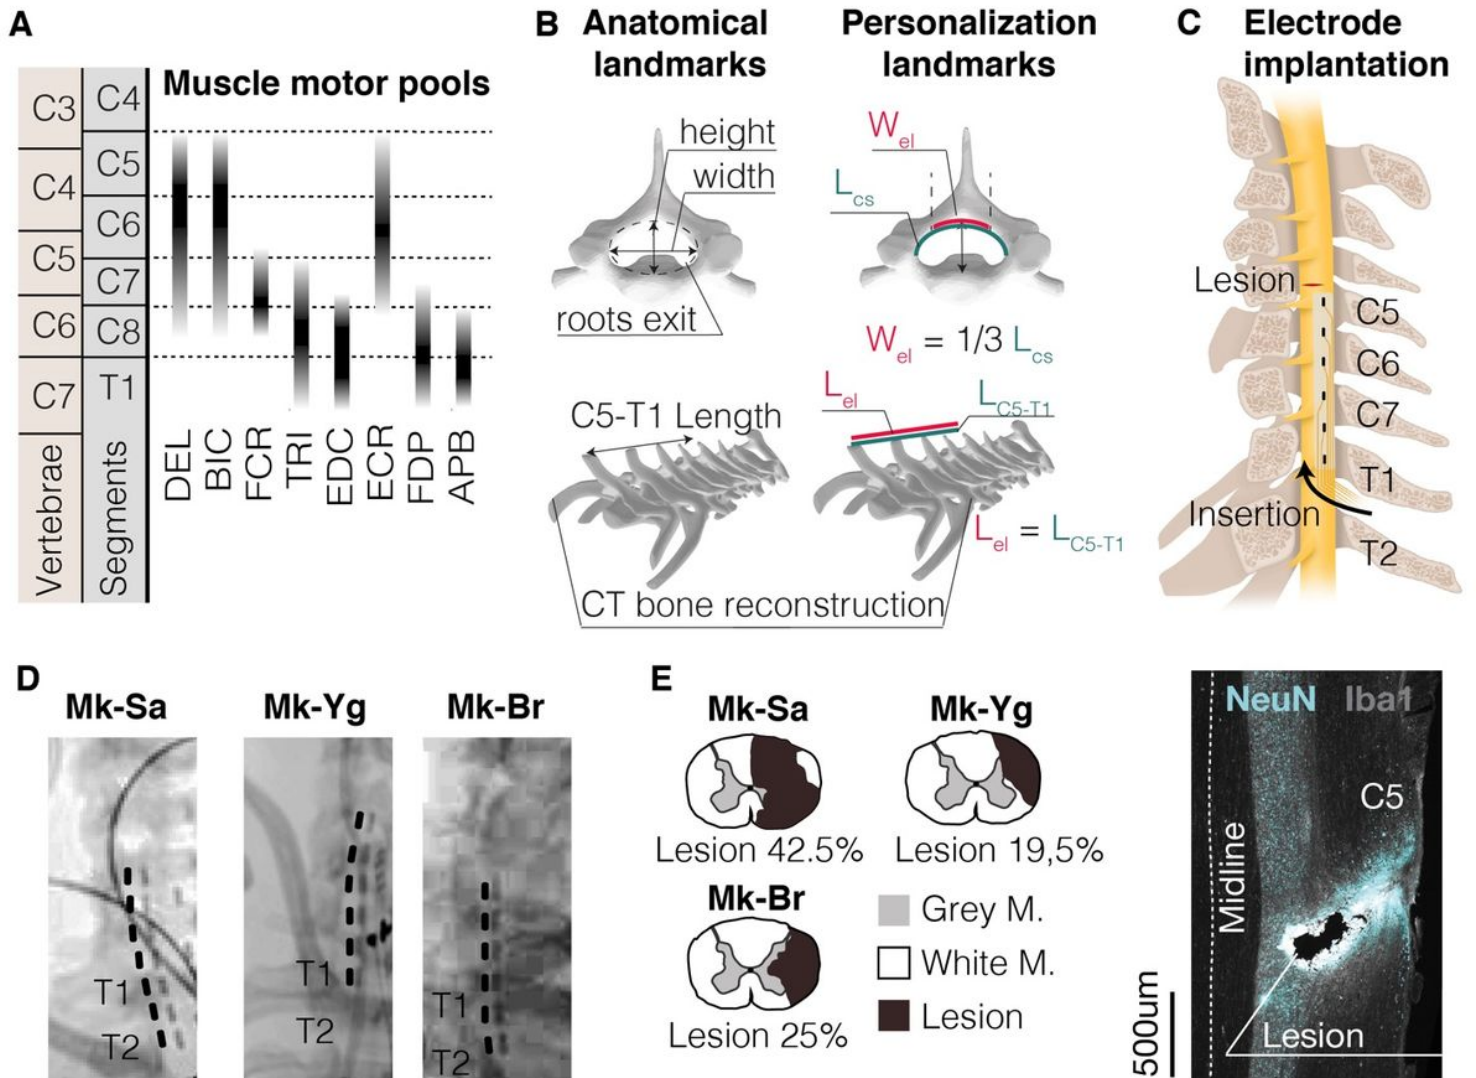 A
Muscle motor pools
C3
C4
C5
C6
C7
Vertebrae
C4
C5
C6
C7
C8
T1
Segments
DEL
BIC
FCR
TRI
EDC
ECR
FDP
APB
B
Anatomical
landmarks
height
width
roots exit
C5-T1 Length
CT bone reconstruction
Personalization
landmarks
Wel
Lcs
Wel = 1/3 Lcs
Lel
LC5-T1
Lel = LC5-T1
C
Electrode
implantation
Lesion
C5
C6
C7
T1
Insertion
T2
D
Mk-Sa
T1
T2
Mk-Yg
T1
T2
Mk-Br
T1
T2
E
Mk-Sa
Lesion 42.5%
Mk-Yg
Lesion 19,5%
Mk-Br
Lesion 25%
Grey M.
White M.
Lesion
NeuN Iba1
C5
Midline
Lesion
500um